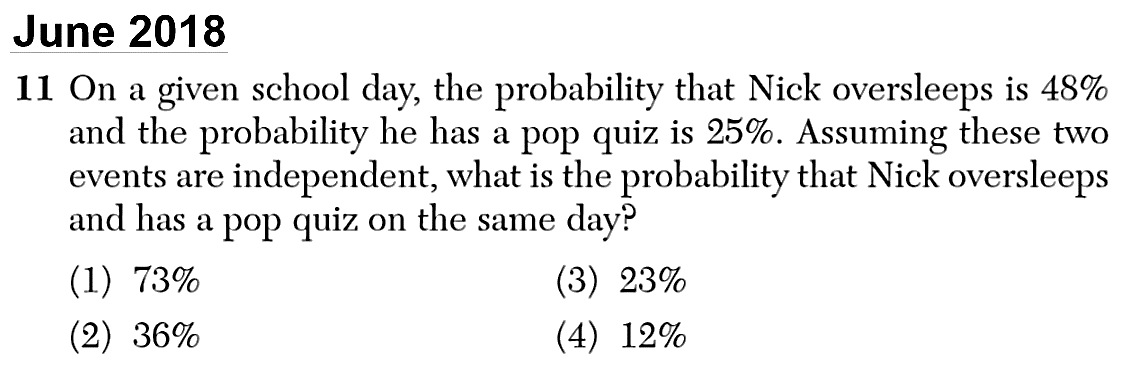 June 2018
11 On a given school day, the probability that Nick oversleeps is 48%
and the probability he has a pop quiz is 25%. Assuming these two
events are independent, what is the probability that Nick oversleeps
and has a pop quiz on the same day?
(1) 73% (3) 23%
(2) 36% (4) 12%